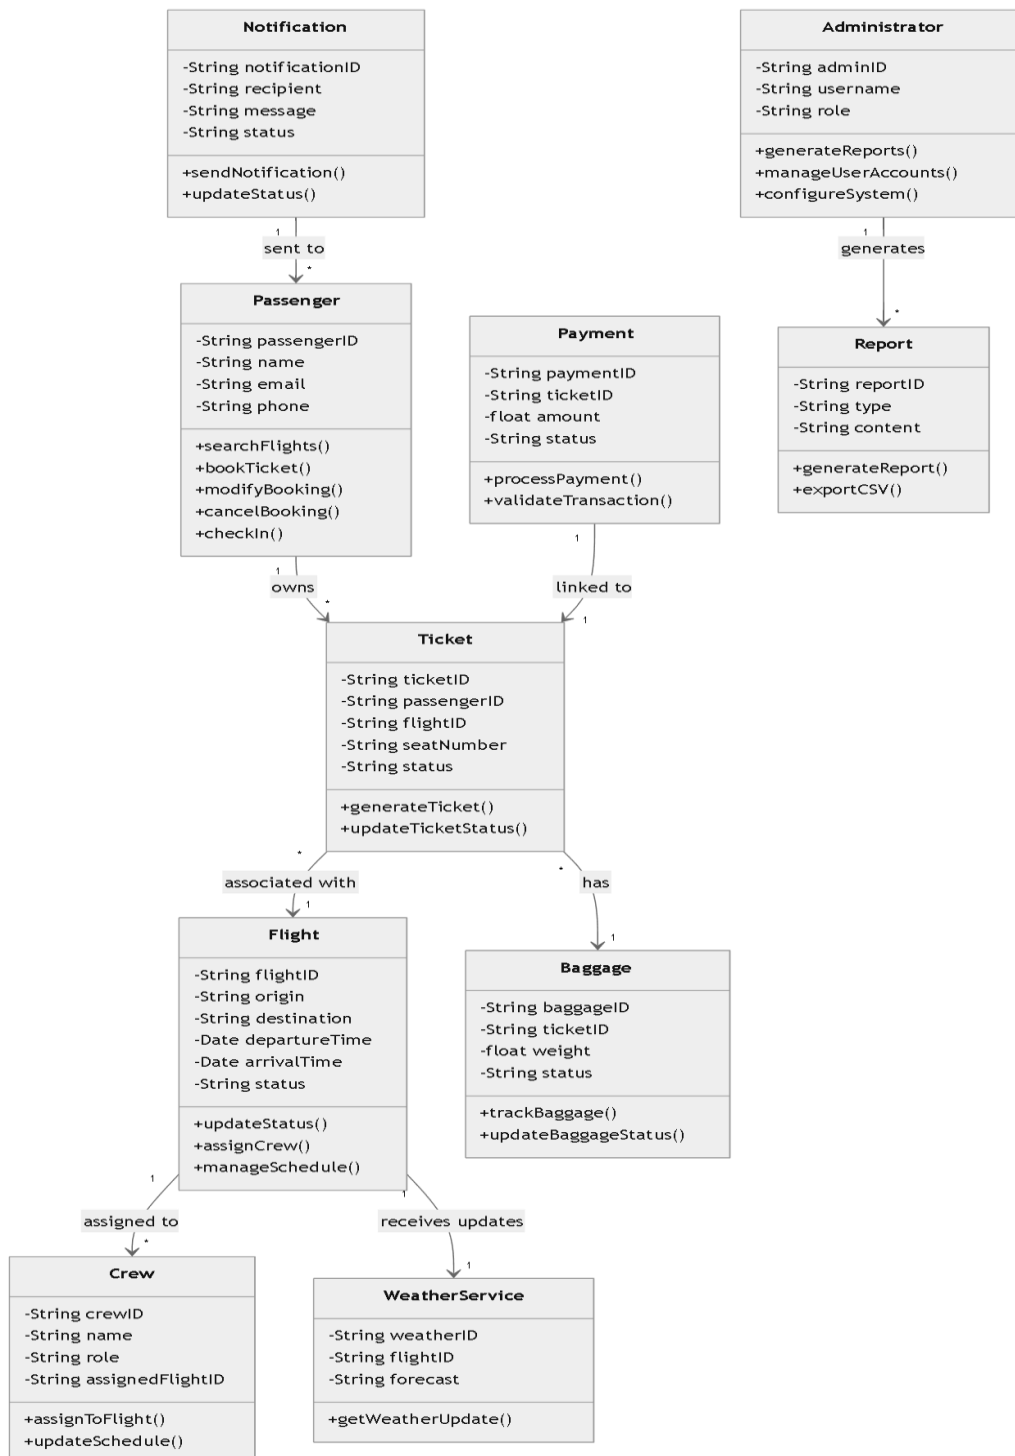 Notification
-String notificationID
-String recipient
-String message
-String status
+sendNotification()
+updateStatus()
Administrator
-String adminID
-String username
-String role
+generateReports()
+manageUserAccounts()
+configureSystem()
1
sent to
*
1
generates
*
Passenger
-String passengerID
-String name
-String email
-String phone
+searchFlights()
+bookTicket()
+modifyBooking()
+cancelBooking()
+checkIn()
Payment
-String paymentID
-String ticketID
-float amount
-String status
+processPayment()
+validateTransaction()
Report
-String reportID
-String type
-String content
+generateReport()
+exportCSV()
1
owns
*
1
linked to
1
Ticket
-String ticketID
-String passengerID
-String flightID
-String seatNumber
-String status
+generateTicket()
+updateTicketStatus()
*
associated with
1
*
has
1
Flight
-String flightID
-String origin
-String destination
-Date departureTime
-Date arrivalTime
-String status
+updateStatus()
+assignCrew()
+manageSchedule()
Baggage
-String baggageID
-String ticketID
-float weight
-String status
+trackBaggage()
+updateBaggageStatus()
1
assigned to
*
1
receives updates
1
Crew
-String crewID
-String name
-String role
-String assignedFlightID
+assignToFlight()
+updateSchedule()
WeatherService
-String weatherID
-String flightID
-String forecast
+getWeatherUpdate()